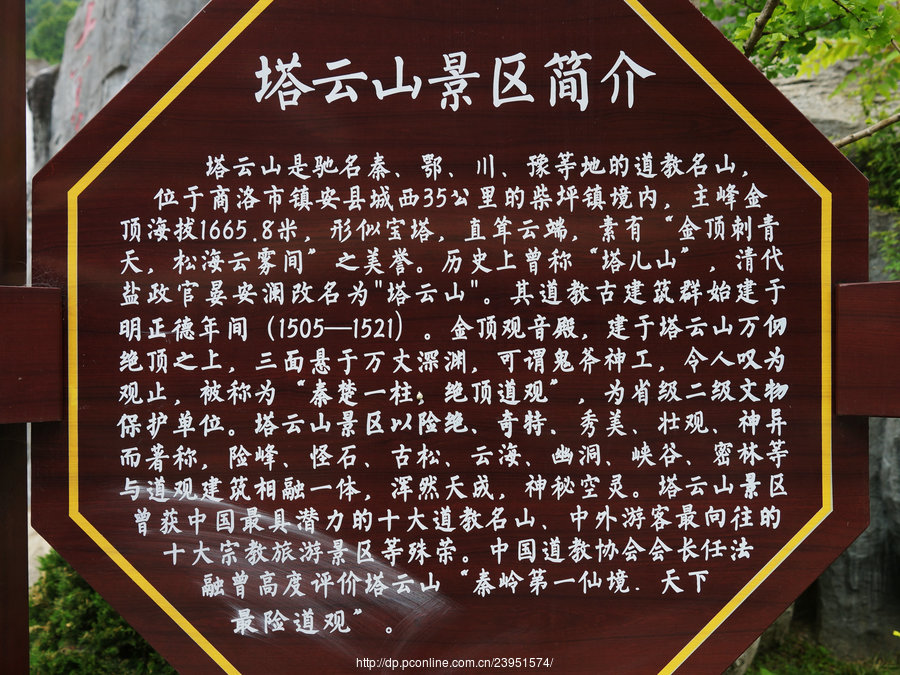 塔云山景区简介
塔云山是驰名秦、鄂、川、豫等地的道教名山，
位于商洛市镇安县城西35公里的柴坪镇境内，主峰金
顶海拔1665.8米，形似宝塔，直耸云端，素有“金顶刺青
天，松海云雾间”之美誉。历史上曾称“塔儿山”，清代
盐政官晏安澜改名为"塔云山"。其道教古建筑群始建于
明正德年间（1505—1521）。金顶观音殿，建于塔云山万仞
绝顶之上，三面悬于万丈深渊，可谓鬼斧神工，令人叹为
观止，被称为“秦楚一柱，绝顶道观”，为省级二级文物
保护单位。塔云山景区以险绝、奇特、秀美、壮观、神异
而著称，险峰、怪石、古松、云海、幽洞、峡谷、密林等
与道观建筑相融一体，浑然天成，神秘空灵。塔云山景区
曾获中国最具潜力的十大道教名山、中外游客最向往的
十大宗教旅游景区等殊荣。中国道教协会会长任法
融曾高度评价塔云山“秦岭第一仙境．天下
最险道观”。
http://dp.pconline.com.cn/23951574/